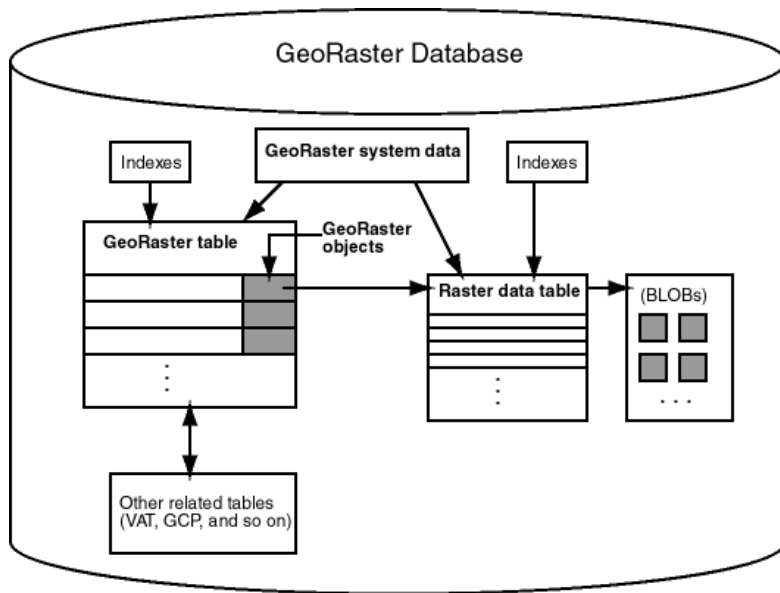 GeoRaster Database
Indexes
GeoRaster system data
Indexes
GeoRaster table
GeoRaster
objects
Raster data table
(BLOBs)
. . .
Other related tables
(VAT, GCP, and so on)